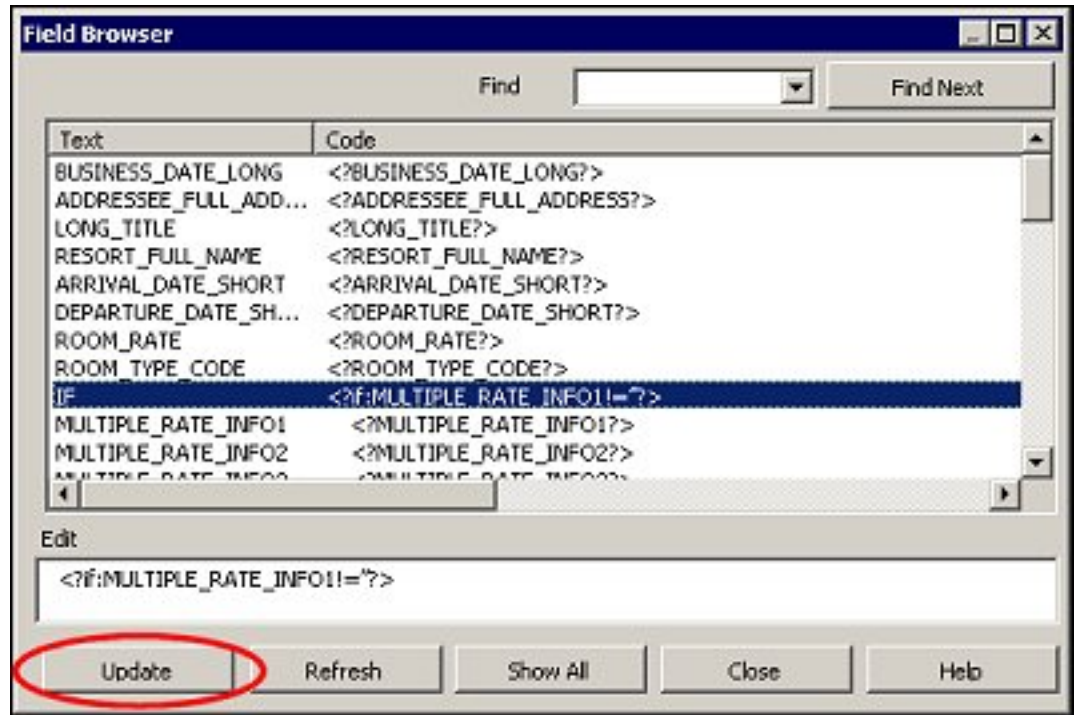 Field Browser
Find Find Next
Text Code
BUSINESS_DATE_LONG <?BUSINESS_DATE_LONG?>
ADDRESSEE_FULL_ADD... <?ADDRESSEE_FULL_ADDRESS?>
LONG_TITLE <?LONG_TITLE?>
RESORT_FULL_NAME <?RESORT_FULL_NAME?>
ARRIVAL_DATE_SHORT <?ARRIVAL_DATE_SHORT?>
DEPARTURE_DATE_SH... <?DEPARTURE_DATE_SHORT?>
ROOM_RATE <?ROOM_RATE?>
ROOM_TYPE_CODE <?ROOM_TYPE_CODE?>
IF <?if:MULTIPLE_RATE_INFO1!=''?>
MULTIPLE_RATE_INFO1 <?MULTIPLE_RATE_INFO1?>
MULTIPLE_RATE_INFO2 <?MULTIPLE_RATE_INFO2?>
Edit
<?if:MULTIPLE_RATE_INFO1!=''?>
Update Refresh Show All Close Help